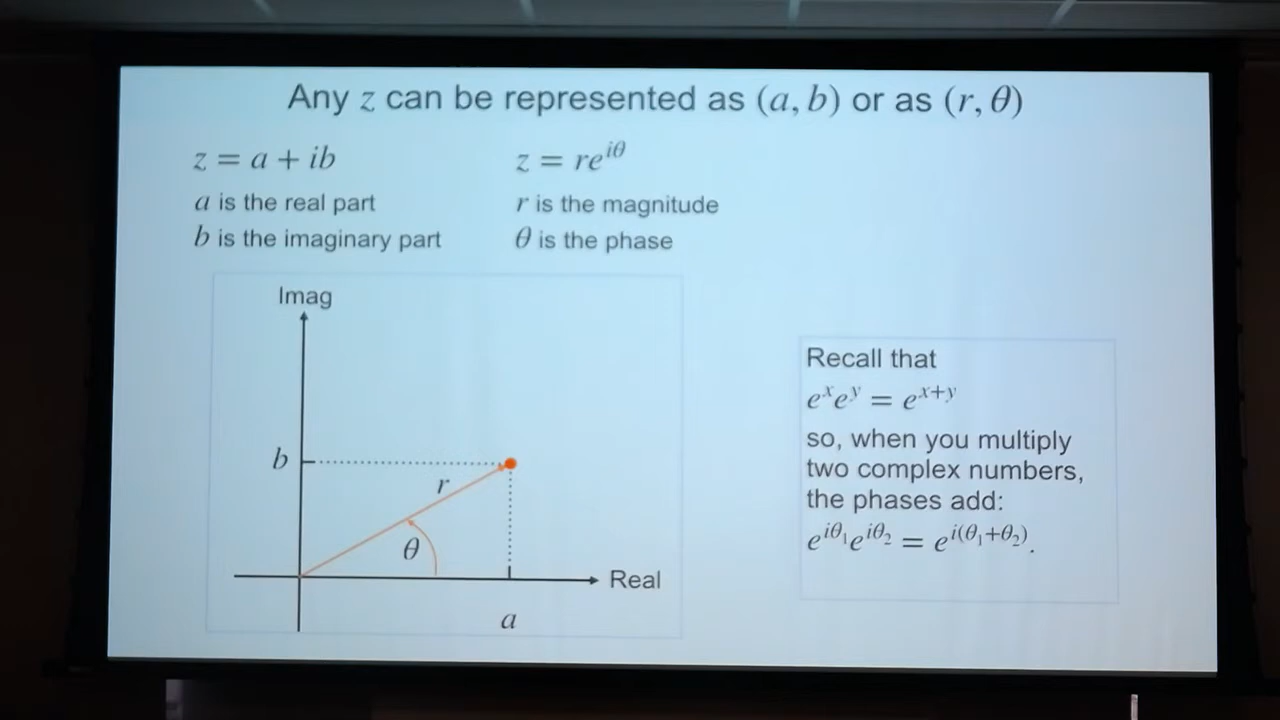 Any z can be represented as (a, b) or as (r, θ)
z = a + ib
a is the real part
b is the imaginary part
z = re^{iθ}
r is the magnitude
θ is the phase
Imag
b
r
θ
Real
a
Recall that
e^x e^y = e^{x+y}
so, when you multiply
two complex numbers,
the phases add:
e^{iθ_1} e^{iθ_2} = e^{i(θ_1+θ_2)}.